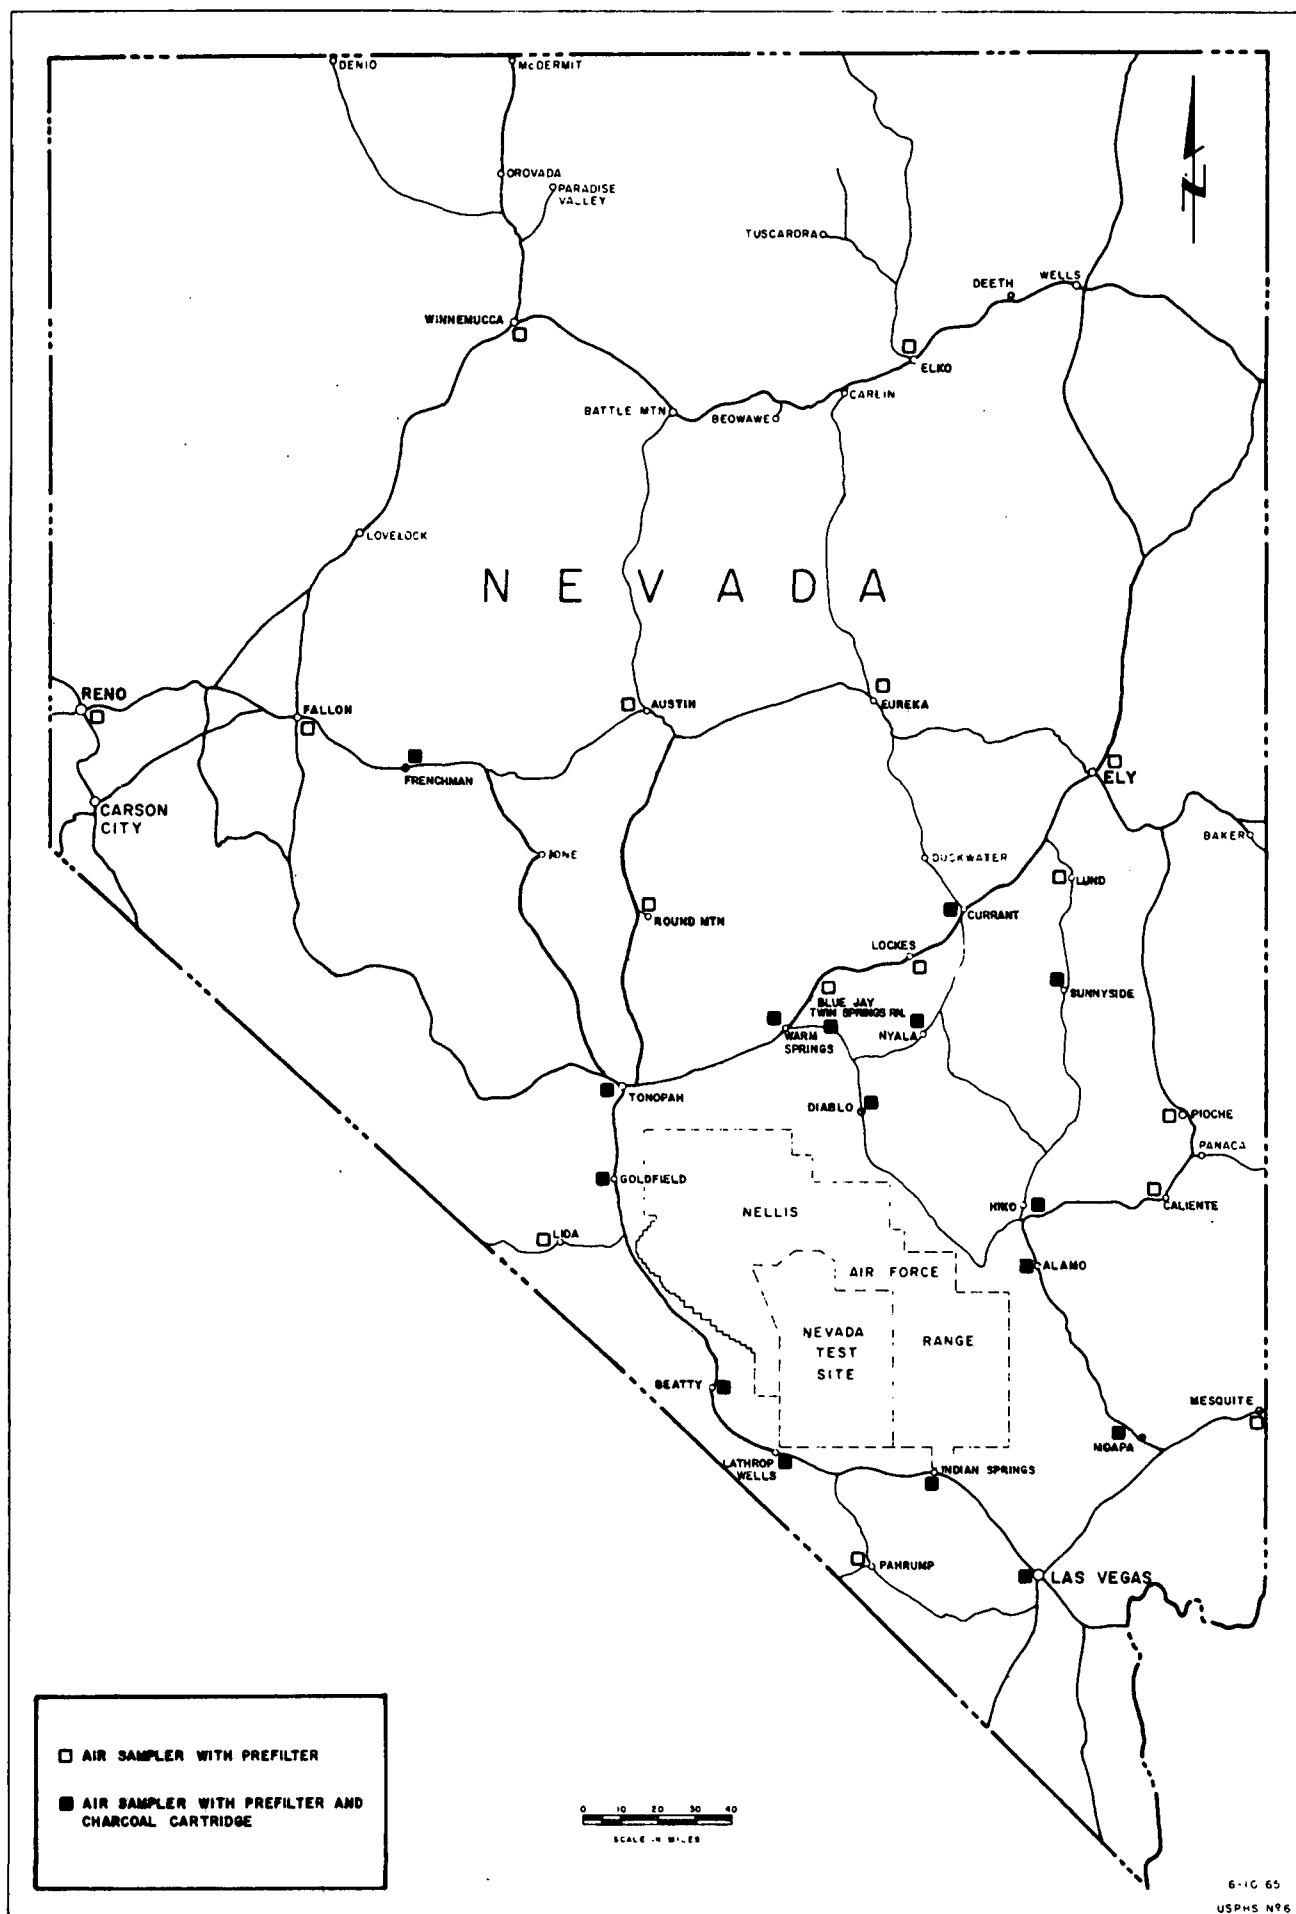 DENIO
McDERMIT
OROVADA
PARADISE
VALLEY
TUSCARORA
DEETH
WELLS
WINNEMUCCA
ELKO
CARLIN
BATTLE MTN
BEOWAWE
LOVELOCK
NEVADA
RENO
FALLON
AUSTIN
EUREKA
FRENCHMAN
ELY
CARSON
CITY
BAKER
IONE
DUCKWATER
LUND
ROUND MTN
CURRANT
LOCKES
SUNNYSIDE
BLUE JAY
TWIN SPRINGS RN.
WARM
SPRINGS
NYALA
TONOPAH
DIABLO
PIOCHE
PANACA
GOLDFIELD
HIKO
CALIENTE
NELLIS
LIDA
AIR FORCE
ALAMO
NEVADA
TEST
SITE
RANGE
BEATTY
MESQUITE
MOAPA
LATHROP
WELLS
INDIAN SPRINGS
PAHRUMP
LAS VEGAS
AIR SAMPLER WITH PREFILTER
AIR SAMPLER WITH PREFILTER AND
CHARCOAL CARTRIDGE
0 10 20 30 40
SCALE IN MILES
6-10 65
USPHS Nº6